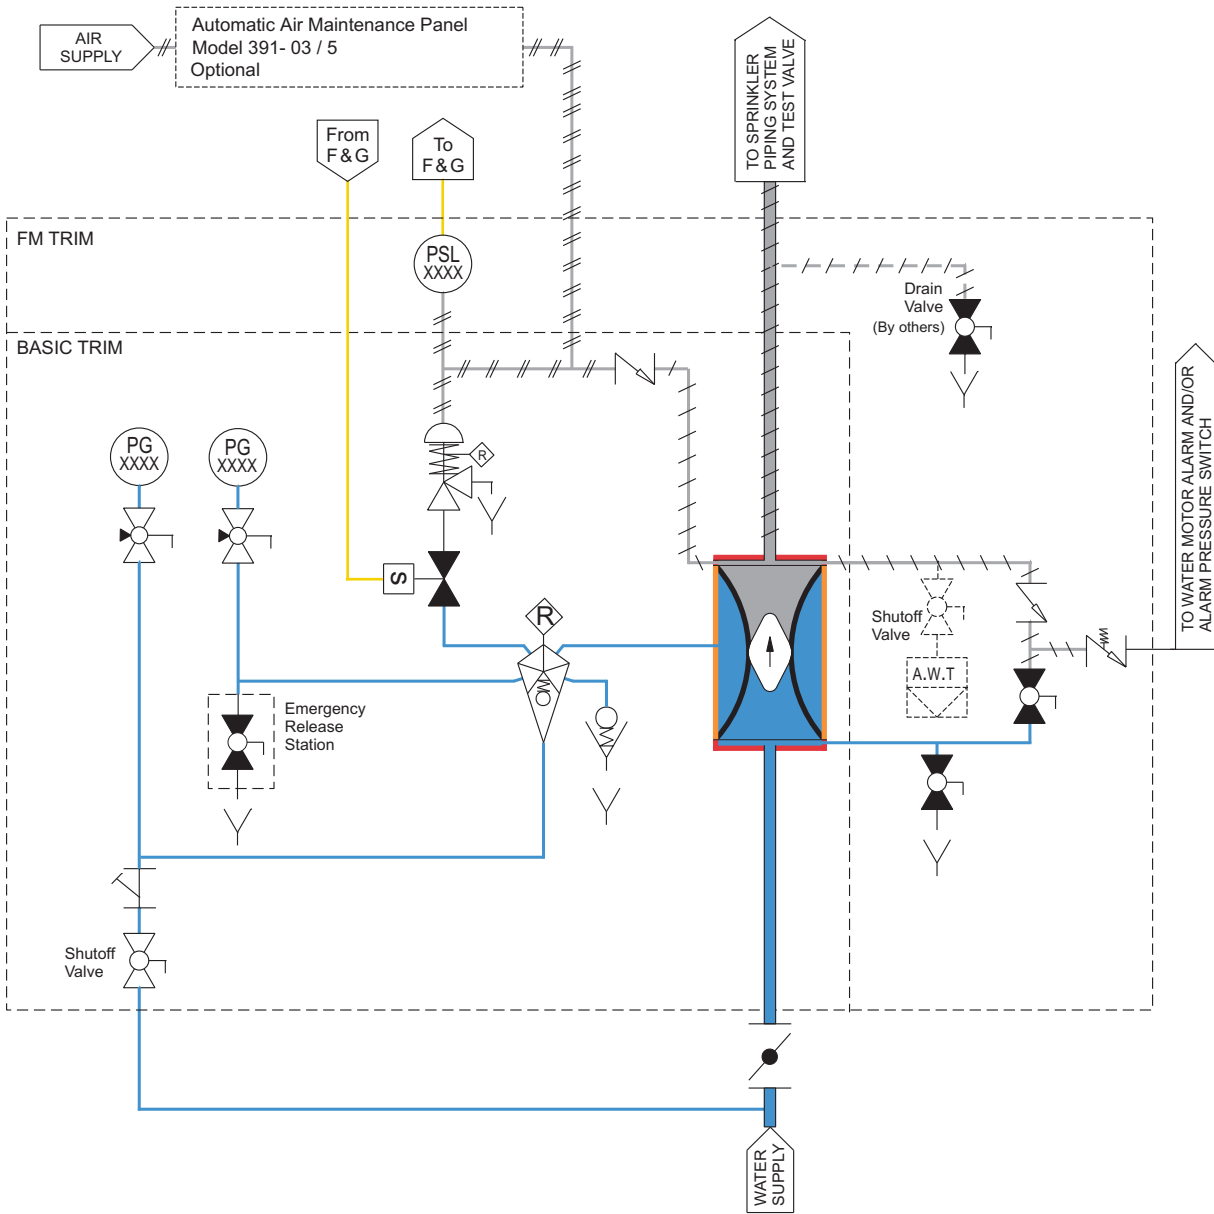 AIR
SUPPLY
Automatic Air Maintenance Panel
Model 391- 03 / 5
Optional
From
F&G
To
F&G
TO SPRINKLER
PIPING SYSTEM
AND TEST VALVE
FM TRIM
PSL
XXXX
Drain
Valve
(By others)
BASIC TRIM
PG
XXXX
PG
XXXX
R
S
R
TO WATER MOTOR ALARM AND/OR
ALARM PRESSURE SWITCH
Shutoff
Valve
A.W.T
Emergency
Release
Station
Shutoff
Valve
WATER
SUPPLY